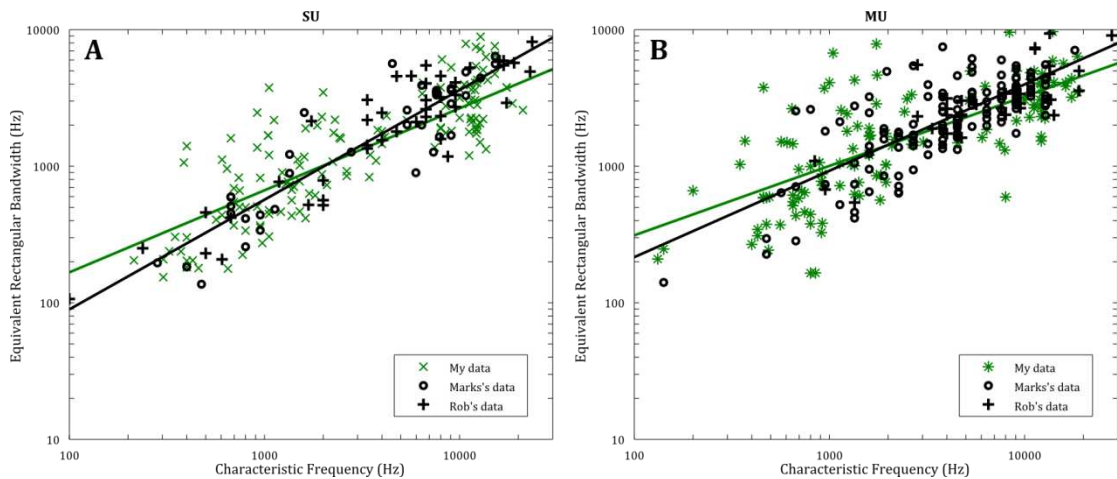 SU
A
Equivalent Rectangular Bandwidth (Hz)
10000
1000
100
10
100
1000
10000
Characteristic Frequency (Hz)
My data
Marks's data
Rob's data
MU
B
Equivalent Rectangular Bandwidth (Hz)
10000
1000
100
10
100
1000
10000
Characteristic Frequency (Hz)
My data
Marks's data
Rob's data